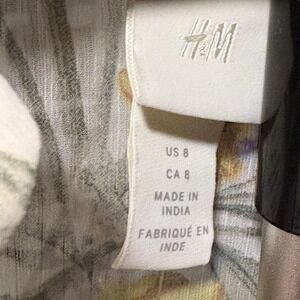 H&M
US 8
CA 8
MADE IN
INDIA
FABRIQUÉ EN
INDE